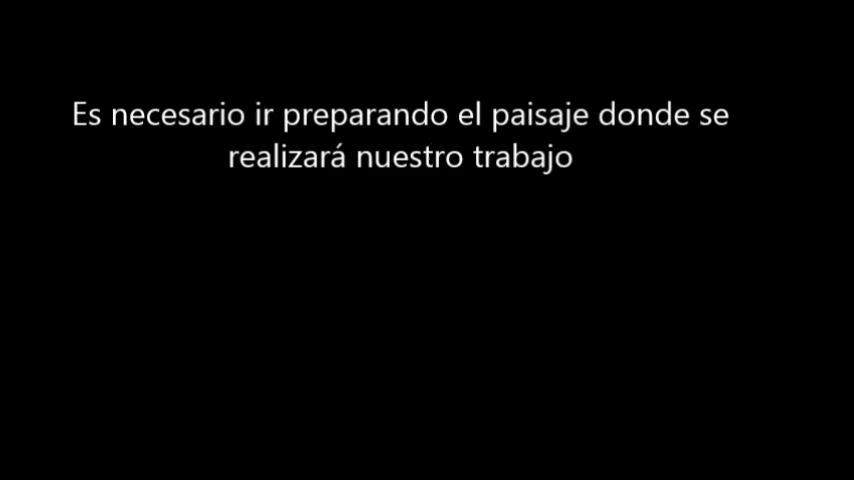 Es necesario ir preparando el paisaje donde se
realizará nuestro trabajo